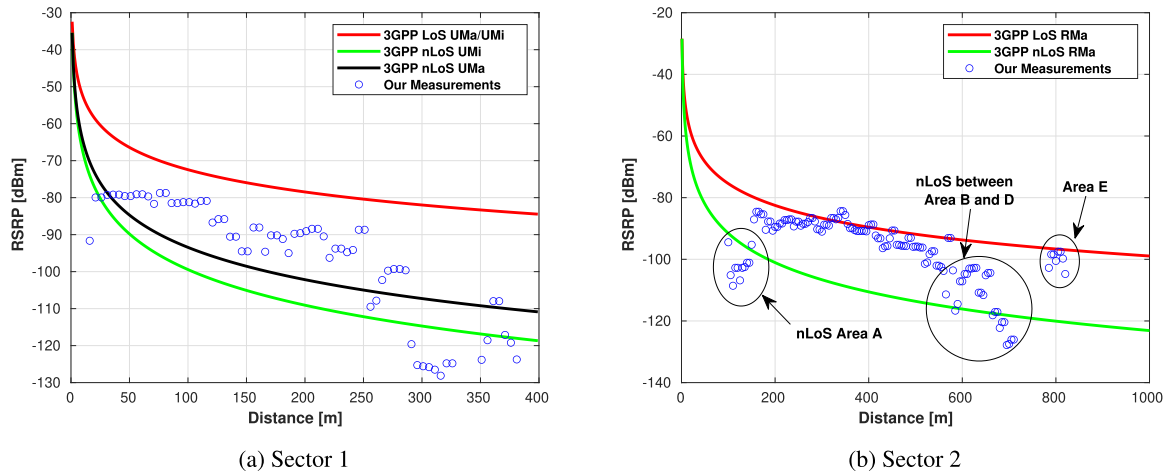 -30
-40
-50
-60
-70
-80
-90
-100
-110
-120
-130
RSRP [dBm]
0 50 100 150 200 250 300 350 400
Distance [m]
3GPP LoS UMa/UMi
3GPP nLoS UMi
3GPP nLoS UMa
Our Measurements
(a) Sector 1
-20
-40
-60
-80
-100
-120
-140
RSRP [dBm]
0 200 400 600 800 1000
Distance [m]
3GPP LoS RMa
3GPP nLoS RMa
Our Measurements
nLoS between
Area B and D
Area E
nLoS Area A
(b) Sector 2